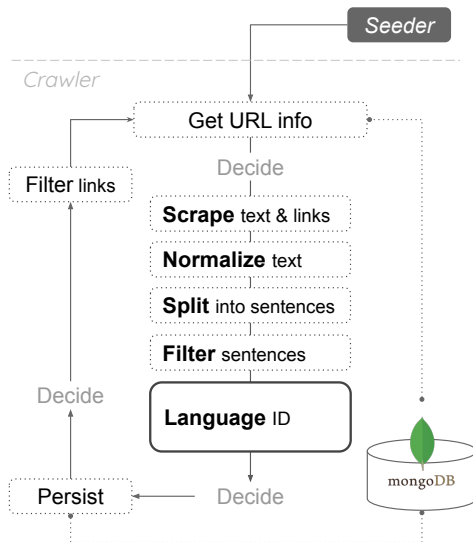 Seeder
Crawler
Get URL info
Decide
Filter links
Scrape text & links
Normalize text
Split into sentences
Filter sentences
Decide
Language ID
mongoDB
Persist
Decide